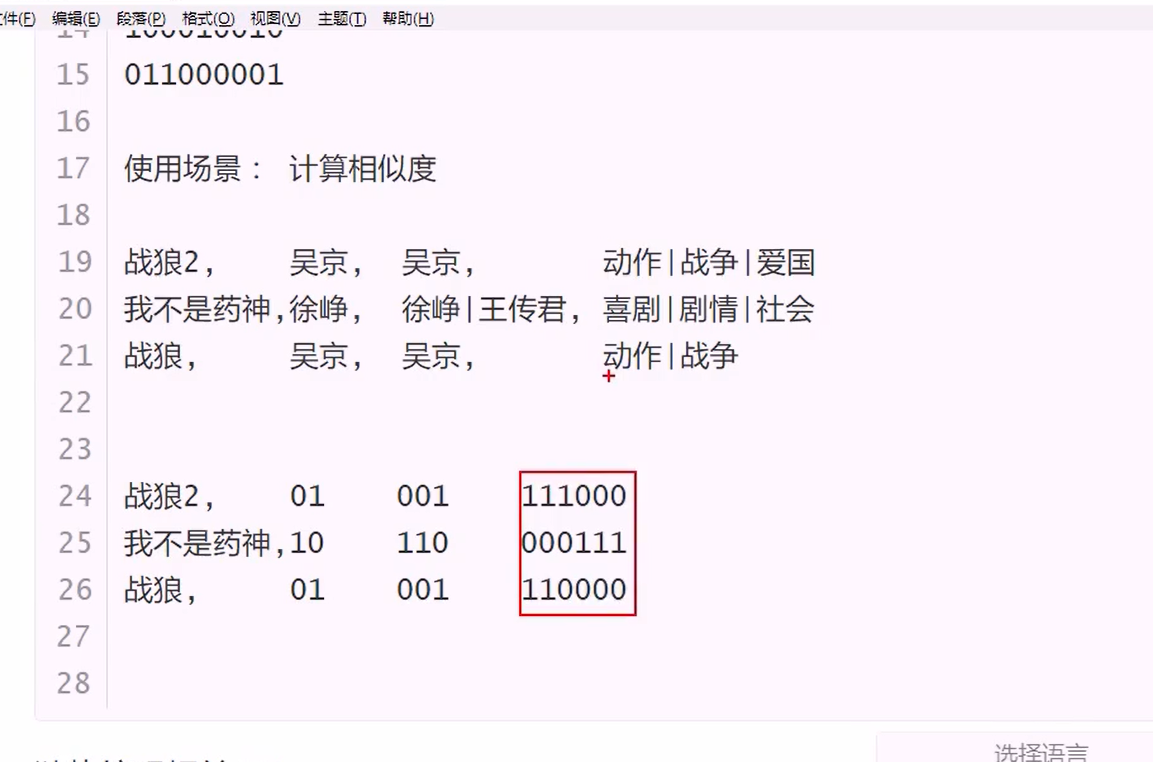 文件(F) 编辑(E) 段落(P) 格式(O) 视图(V) 主题(T) 帮助(H)
14 100010010
15 011000001
16
17 使用场景： 计算相似度
18
19 战狼2, 吴京, 吴京, 动作|战争|爱国
20 我不是药神,徐峥, 徐峥|王传君, 喜剧|剧情|社会
21 战狼, 吴京, 吴京, 动作|战争
22
23
24 战狼2, 01 001 111000
25 我不是药神,10 110 000111
26 战狼, 01 001 110000
27
28
选择语言